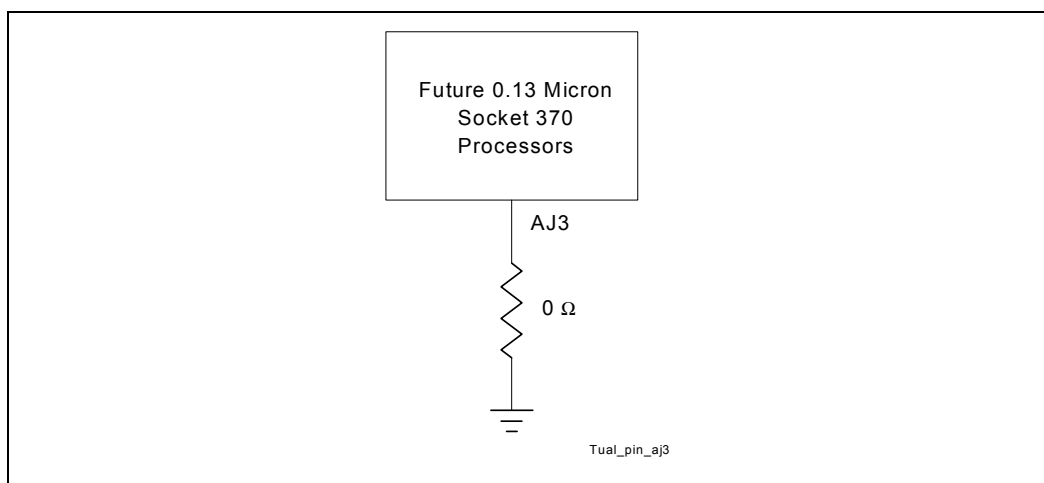 Future 0.13 Micron
Socket 370
Processors
AJ3
0 Ω
Tual_pin_aj3